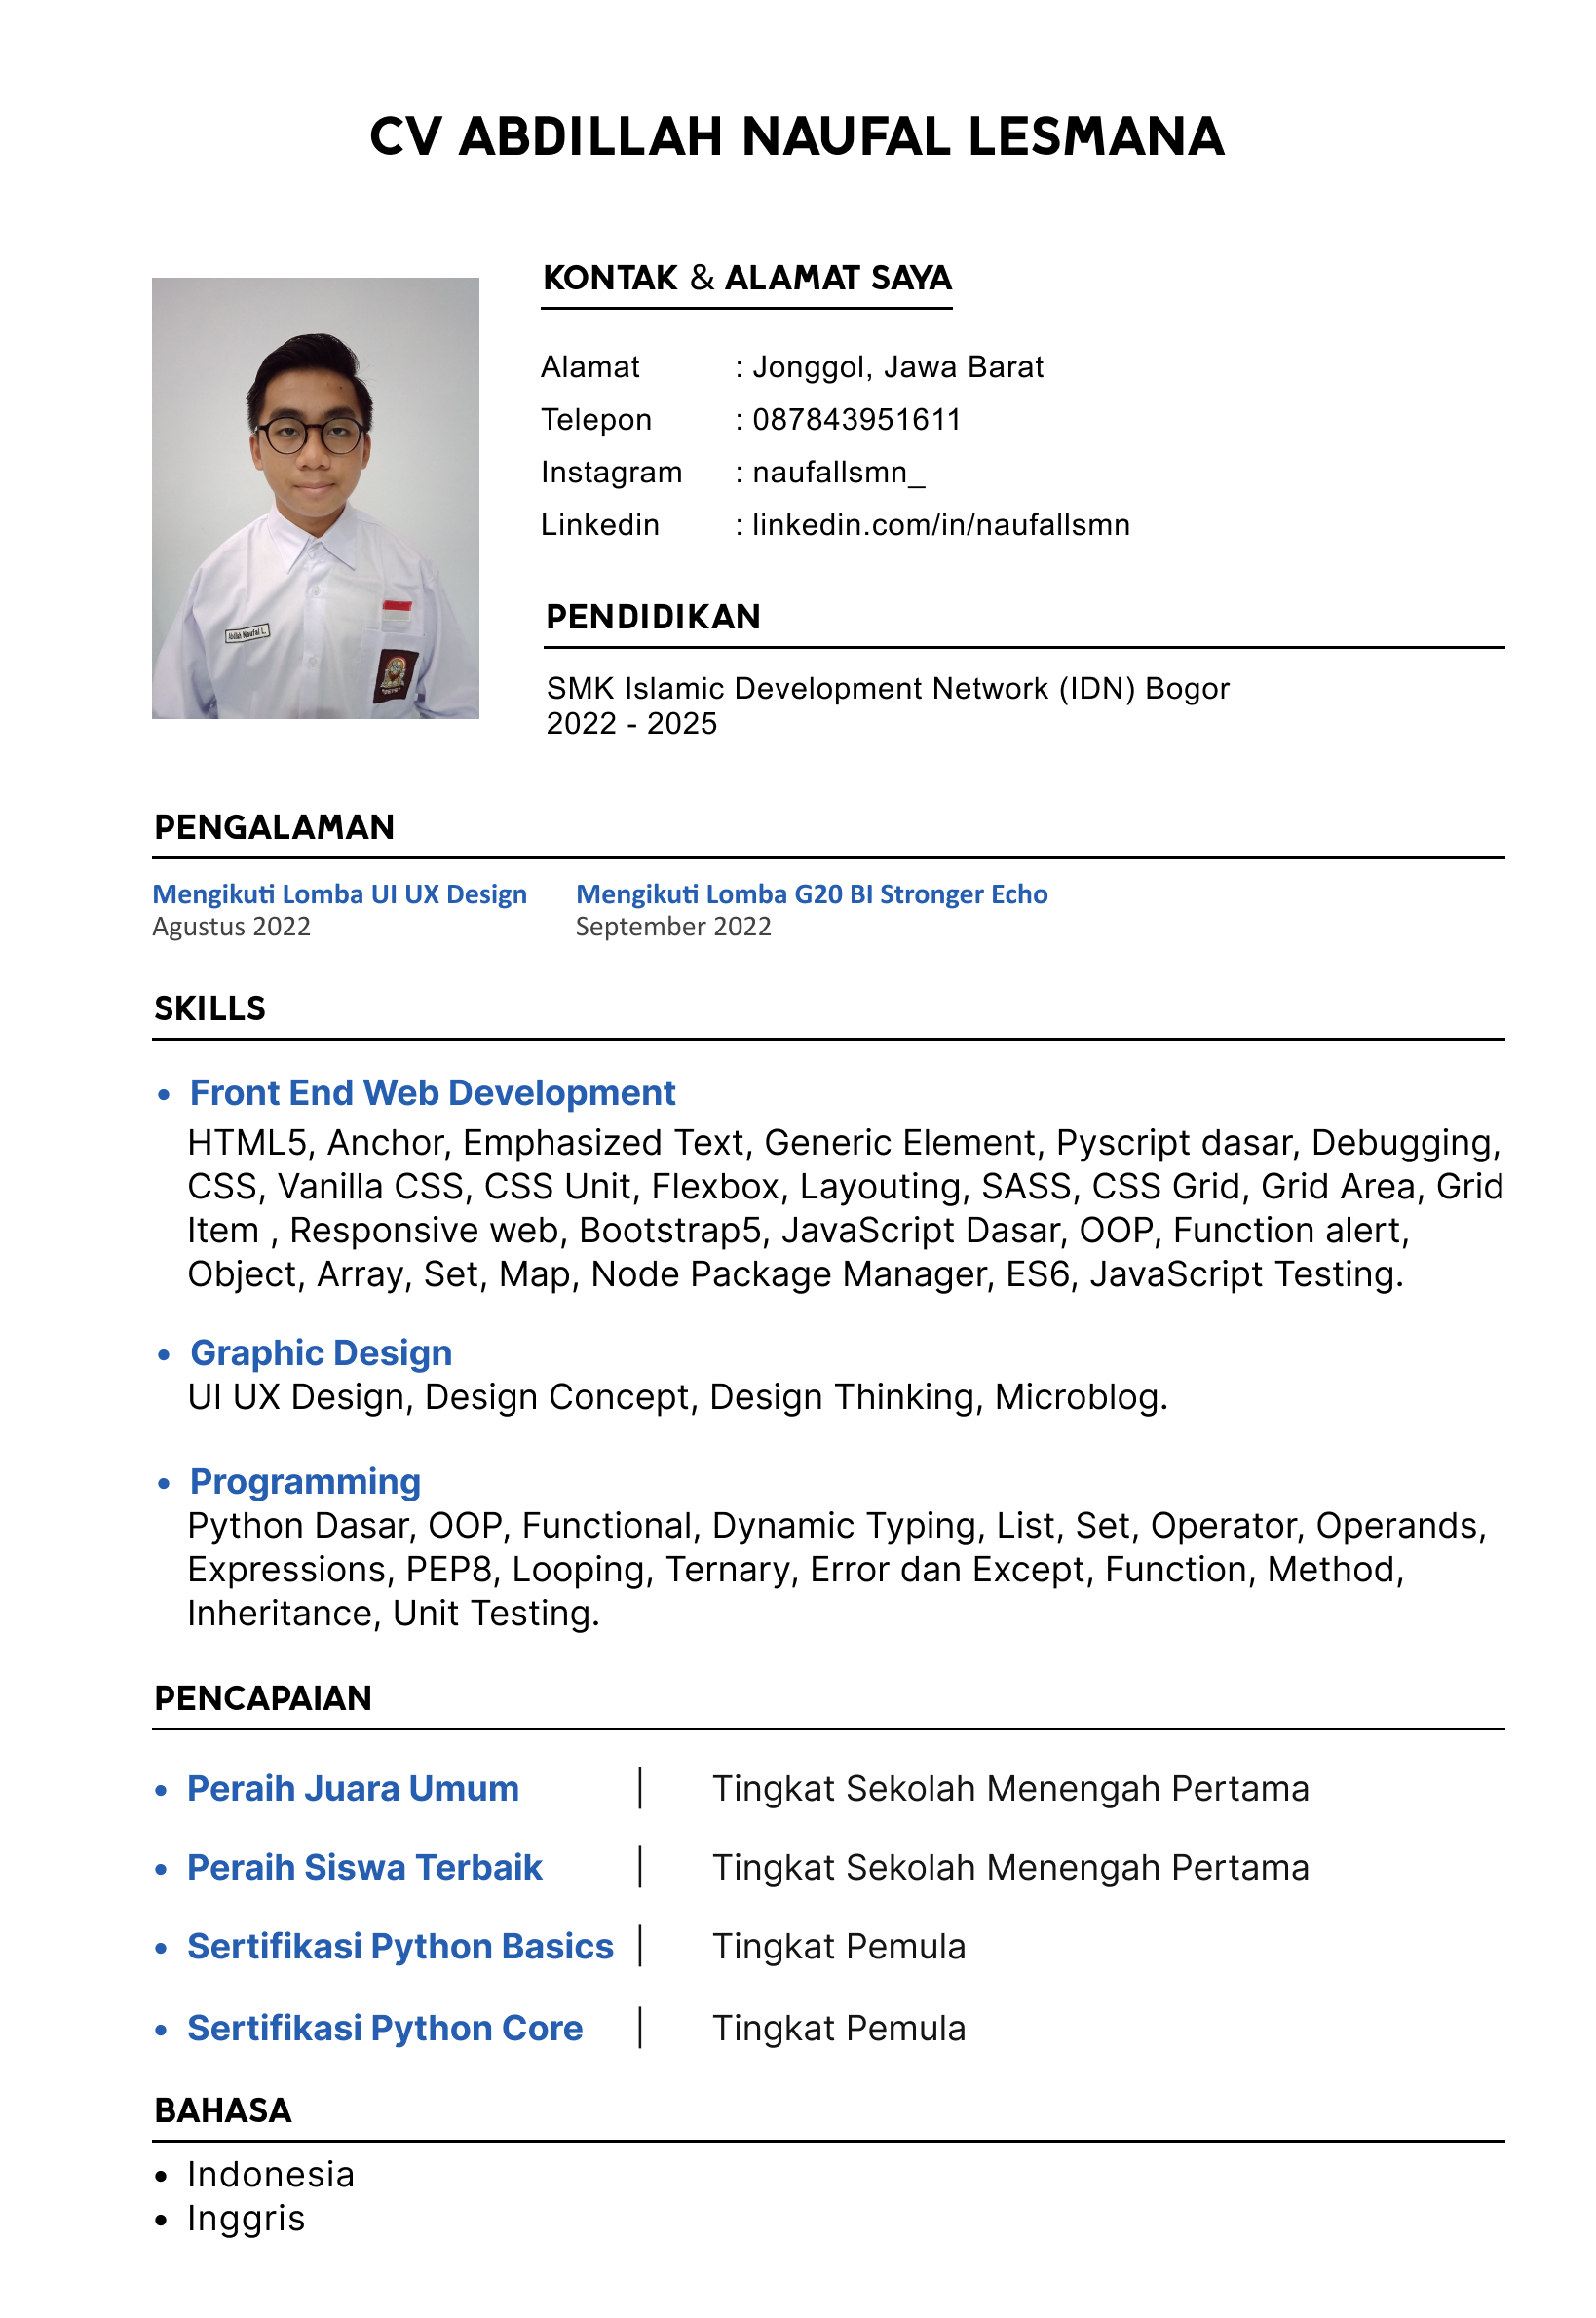 CV ABDILLAH NAUFAL LESMANA
KONTAK & ALAMAT SAYA
Alamat : Jonggol, Jawa Barat
Telepon : 087843951611
Instagram : naufallsmn_
Linkedin : linkedin.com/in/naufallsmn
Abdillah Naufal L.
PENDIDIKAN
SMK Islamic Development Network (IDN) Bogor
2022 - 2025
PENGALAMAN
Mengikuti Lomba UI UX Design
Agustus 2022
Mengikuti Lomba G20 BI Stronger Echo
September 2022
SKILLS
• Front End Web Development
HTML5, Anchor, Emphasized Text, Generic Element, Pyscript dasar, Debugging,
CSS, Vanilla CSS, CSS Unit, Flexbox, Layouting, SASS, CSS Grid, Grid Area, Grid
Item , Responsive web, Bootstrap5, JavaScript Dasar, OOP, Function alert,
Object, Array, Set, Map, Node Package Manager, ES6, JavaScript Testing.
• Graphic Design
UI UX Design, Design Concept, Design Thinking, Microblog.
• Programming
Python Dasar, OOP, Functional, Dynamic Typing, List, Set, Operator, Operands,
Expressions, PEP8, Looping, Ternary, Error dan Except, Function, Method,
Inheritance, Unit Testing.
PENCAPAIAN
• Peraih Juara Umum | Tingkat Sekolah Menengah Pertama
• Peraih Siswa Terbaik | Tingkat Sekolah Menengah Pertama
• Sertifikasi Python Basics | Tingkat Pemula
• Sertifikasi Python Core | Tingkat Pemula
BAHASA
• Indonesia
• Inggris